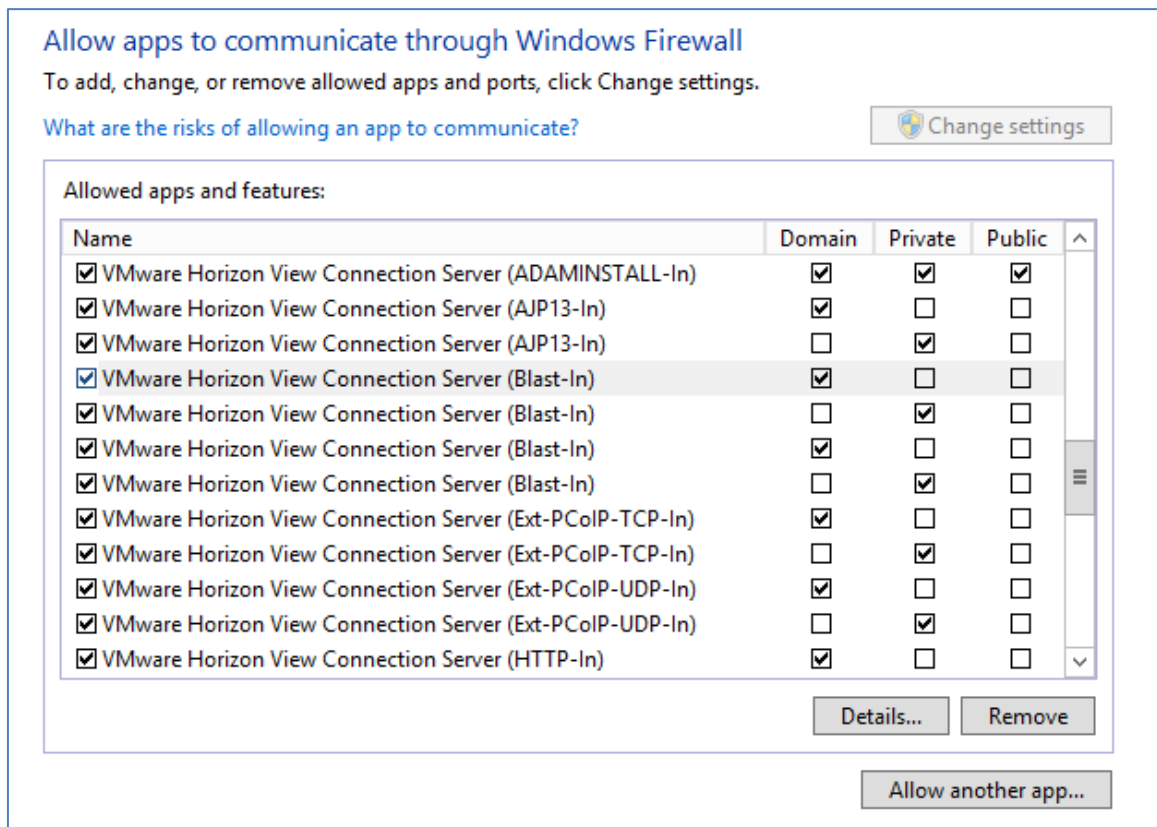 Allow apps to communicate through Windows Firewall
To add, change, or remove allowed apps and ports, click Change settings.
What are the risks of allowing an app to communicate?
Change settings
Allowed apps and features:
Name Domain Private Public
VMware Horizon View Connection Server (ADAMINSTALL-In)
VMware Horizon View Connection Server (AJP13-In)
VMware Horizon View Connection Server (AJP13-In)
VMware Horizon View Connection Server (Blast-In)
VMware Horizon View Connection Server (Blast-In)
VMware Horizon View Connection Server (Blast-In)
VMware Horizon View Connection Server (Blast-In)
VMware Horizon View Connection Server (Ext-PCoIP-TCP-In)
VMware Horizon View Connection Server (Ext-PCoIP-TCP-In)
VMware Horizon View Connection Server (Ext-PCoIP-UDP-In)
VMware Horizon View Connection Server (Ext-PCoIP-UDP-In)
VMware Horizon View Connection Server (HTTP-In)
Details... Remove
Allow another app...